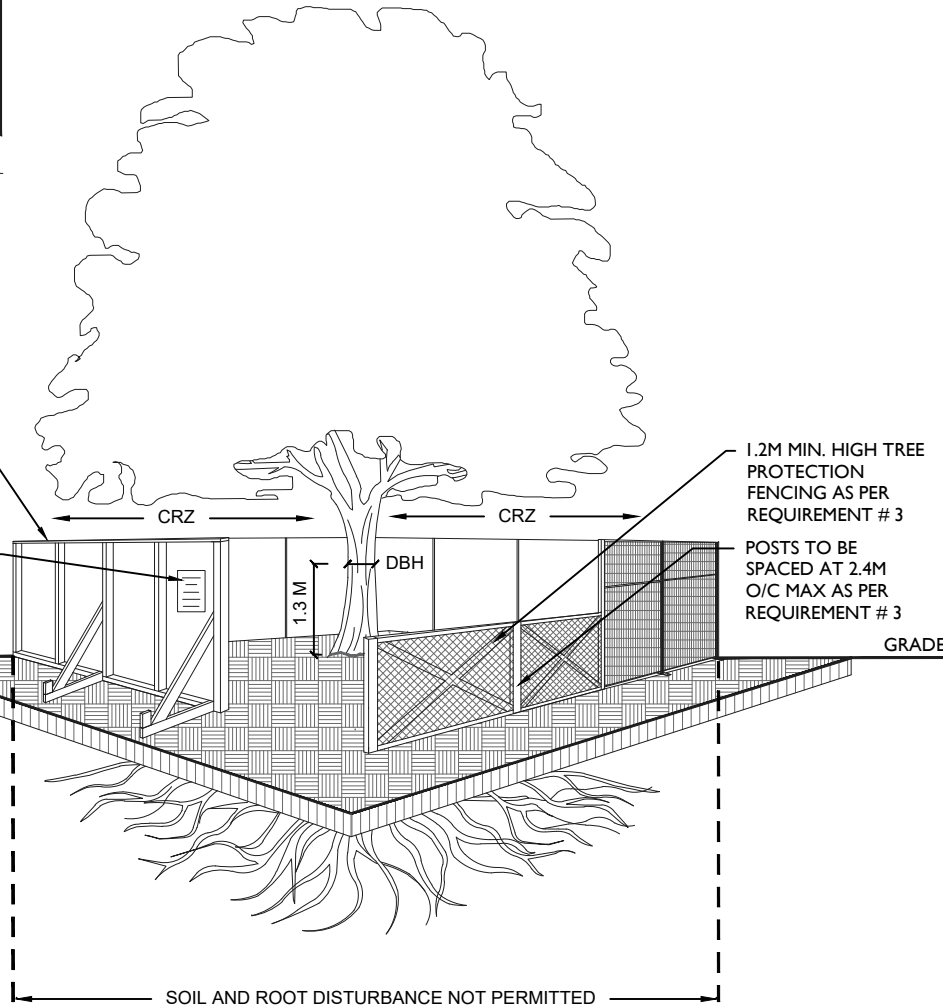 1.2M MIN. HIGH TREE
PROTECTION
FENCING AS PER
REQUIREMENT # 3
CRZ
CRZ
POSTS TO BE
SPACED AT 2.4M
O/C MAX AS PER
REQUIREMENT # 3
DBH
1.3 M
GRADE
SOIL AND ROOT DISTURBANCE NOT PERMITTED